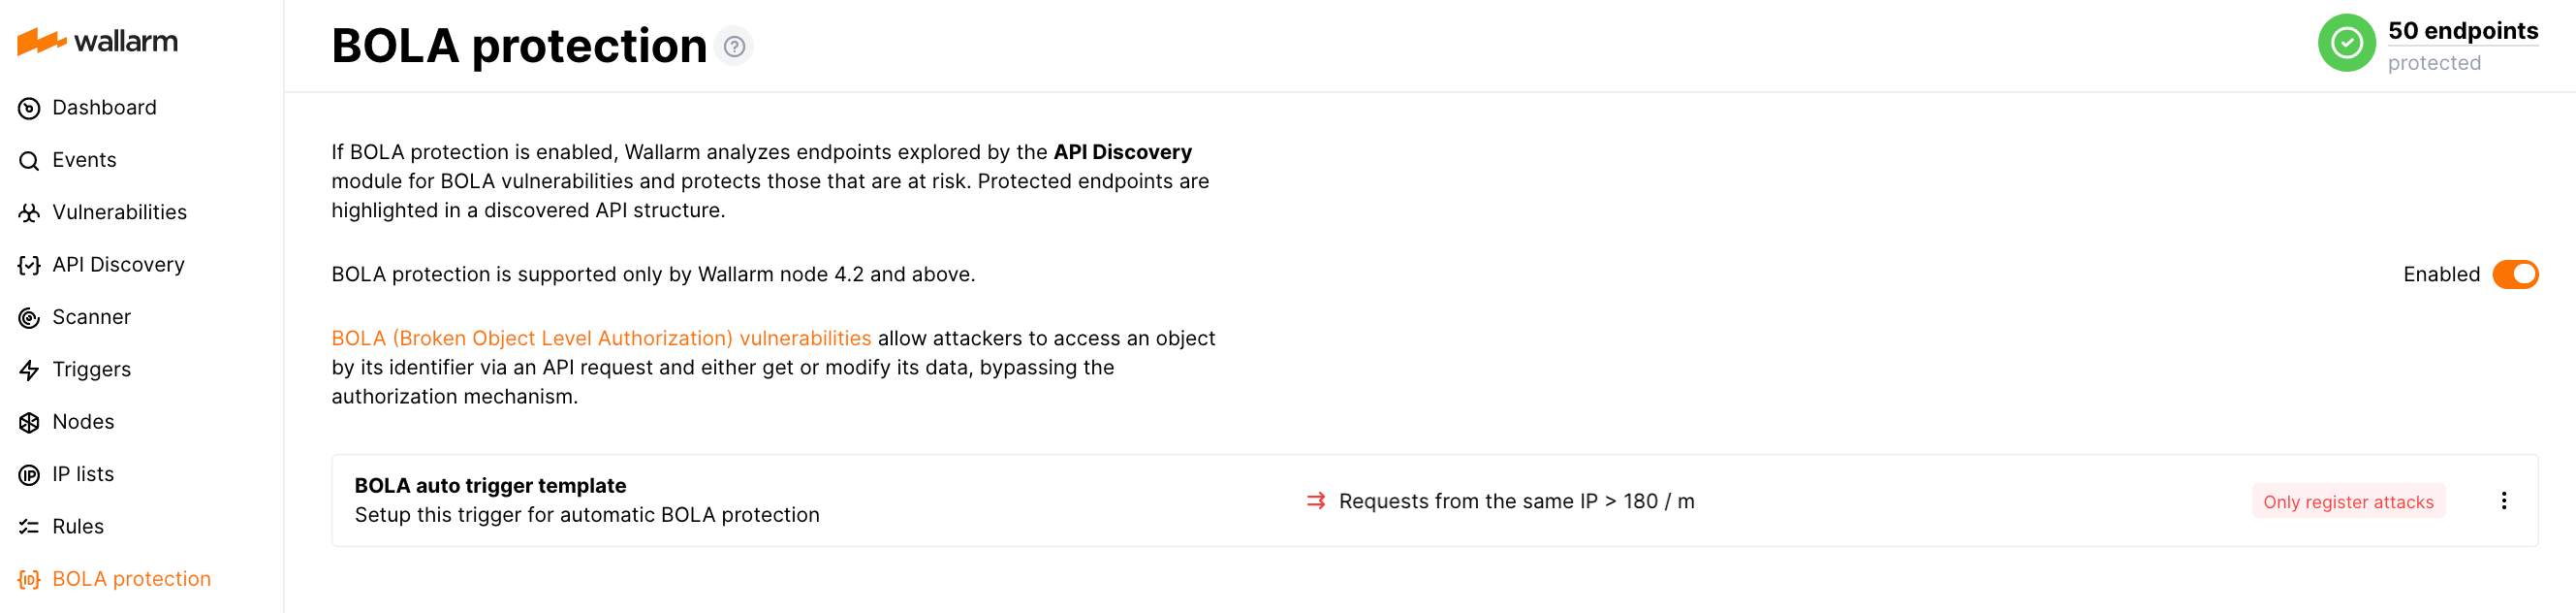 wallarm
Dashboard
Events
Vulnerabilities
API Discovery
Scanner
Triggers
Nodes
IP lists
Rules
BOLA protection
BOLA protection
50 endpoints
protected
If BOLA protection is enabled, Wallarm analyzes endpoints explored by the API Discovery
module for BOLA vulnerabilities and protects those that are at risk. Protected endpoints are
highlighted in a discovered API structure.
BOLA protection is supported only by Wallarm node 4.2 and above.
Enabled
BOLA (Broken Object Level Authorization) vulnerabilities allow attackers to access an object
by its identifier via an API request and either get or modify its data, bypassing the
authorization mechanism.
BOLA auto trigger template
Setup this trigger for automatic BOLA protection
Requests from the same IP > 180 / m
Only register attacks